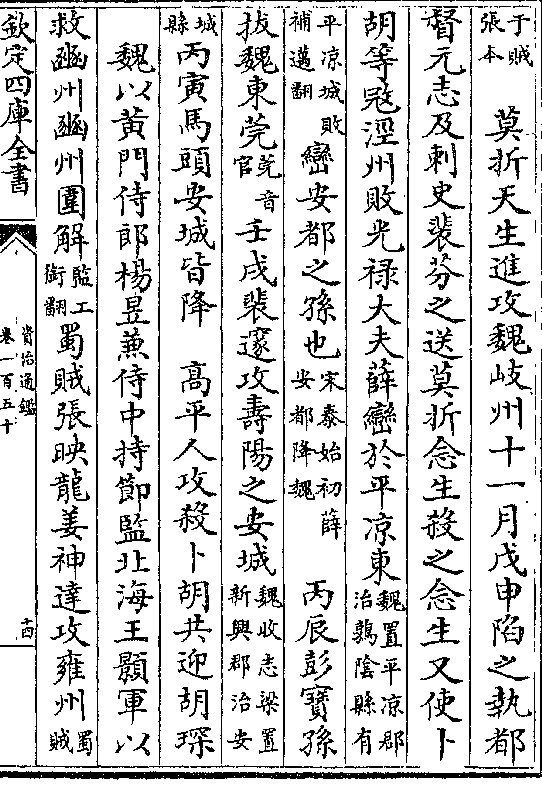 于賊
張本
莫折天生進攻魏岐州十一月戊申陷之執都
督元志及刺史裴芬之送莫折念生殺之念生又使卜
胡等宼涇州敗光禄大夫薛巒於平凉東
魏置平凉郡
治鶉陰縣有
平凉城敗
補邁翻
巒安都之孫也
宋泰始初薛
安都降魏
丙辰彭寶孫
拔魏東莞
莞音
官
壬戌裴邃攻壽陽之安城
魏收志梁置
新興郡治安
城
縣
丙寅馬頭安城皆降
高平人攻殺卜胡共迎胡琛
魏以黄門侍郎楊昱兼侍中持節監北海王顥軍以
救豳州豳州圍解
監工
銜翻
蜀賊張映龍姜神達攻雍州
蜀
賊
欽定四庫全書
資治通鑑
卷一百五十
十四